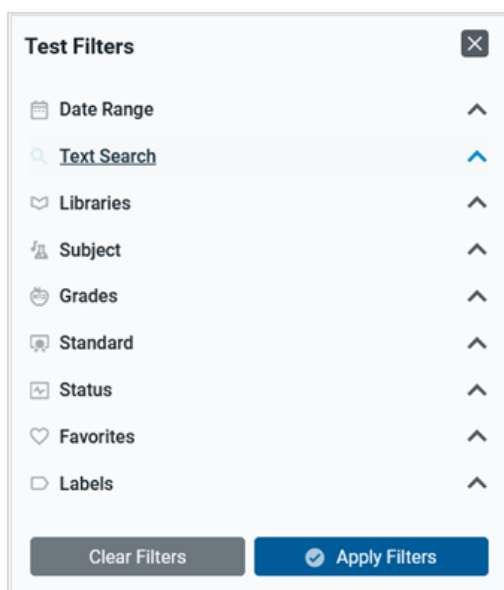 Test Filters
Date Range
Text Search
Libraries
Subject
Grades
Standard
Status
Favorites
Labels
Clear Filters
Apply Filters